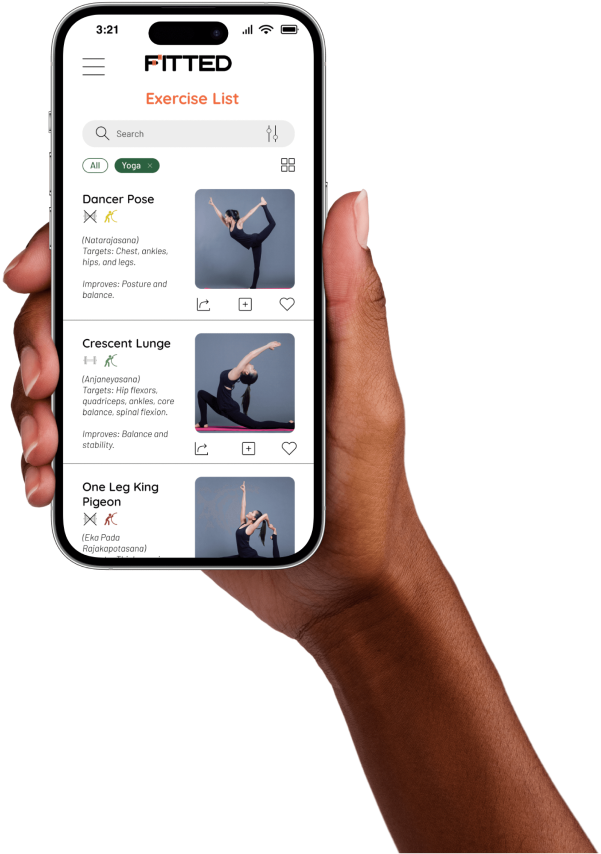 3:21
FITTED
Exercise List
Search
All
Yoga ×
Dancer Pose
(Natarajasana)
Targets: Chest, ankles,
hips, and legs.
Improves: Posture and
balance.
Crescent Lunge
(Anjaneyasana)
Targets: Hip flexors,
quadriceps, ankles, core
balance, spinal flexion.
Improves: Balance and
stability.
One Leg King
Pigeon
(Eka Pada
Rajakapotasana)